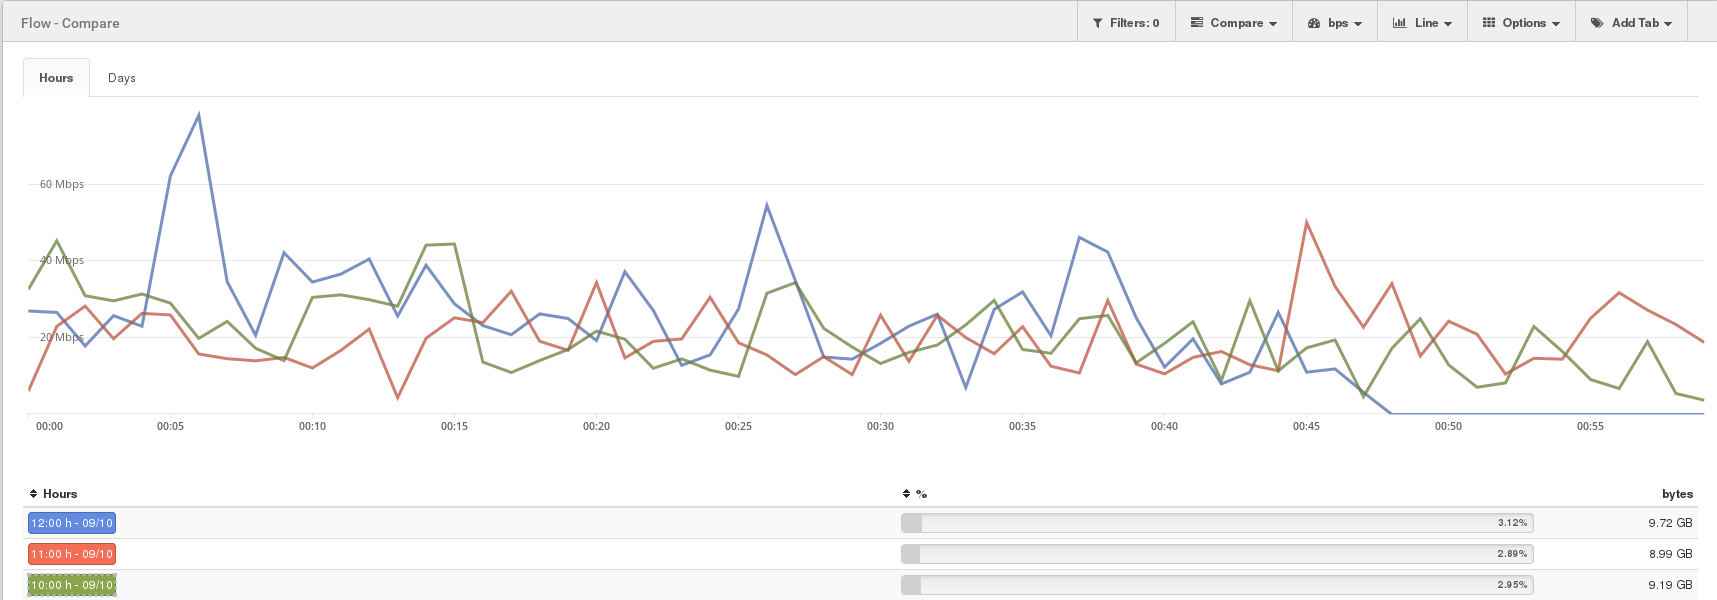 Flow - Compare Filters: 0 Compare bps Line Options Add Tab
Hours Days
60 Mbps
40 Mbps
20 Mbps
00:00 00:05 00:10 00:15 00:20 00:25 00:30 00:35 00:40 00:45 00:50 00:55
Hours % bytes
12:00 h - 09/10 3.12% 9.72 GB
11:00 h - 09/10 2.89% 8.99 GB
10:00 h - 09/10 2.95% 9.19 GB